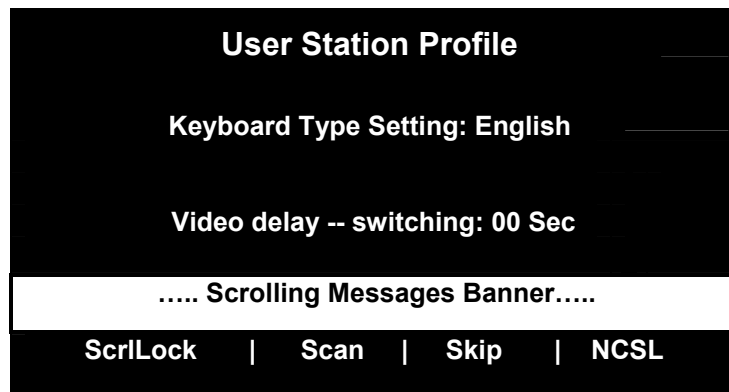 User Station Profile
Keyboard Type Setting: English
Video delay -- switching: 00 Sec
….. Scrolling Messages Banner…..
ScrlLock | Scan | Skip | NCSL